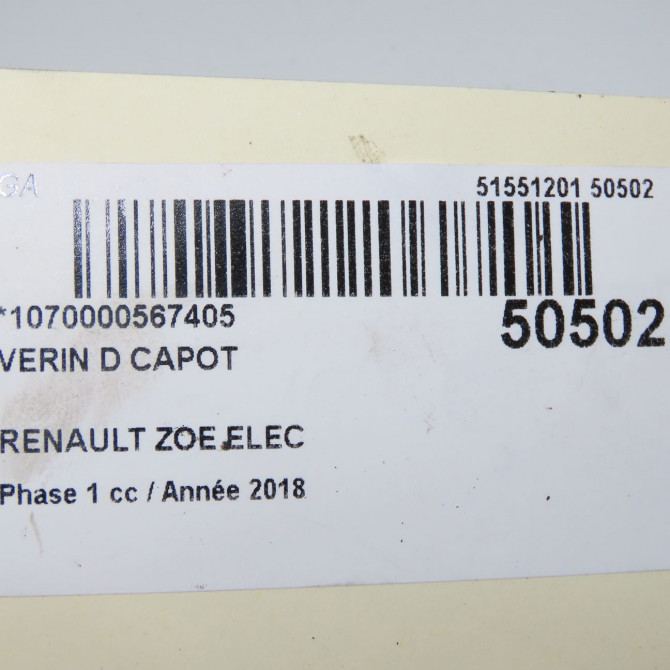 GA
51551201 50502
*1070000567405
50502
VERIN D CAPOT
RENAULT ZOE ELEC
Phase 1 cc / Année 2018